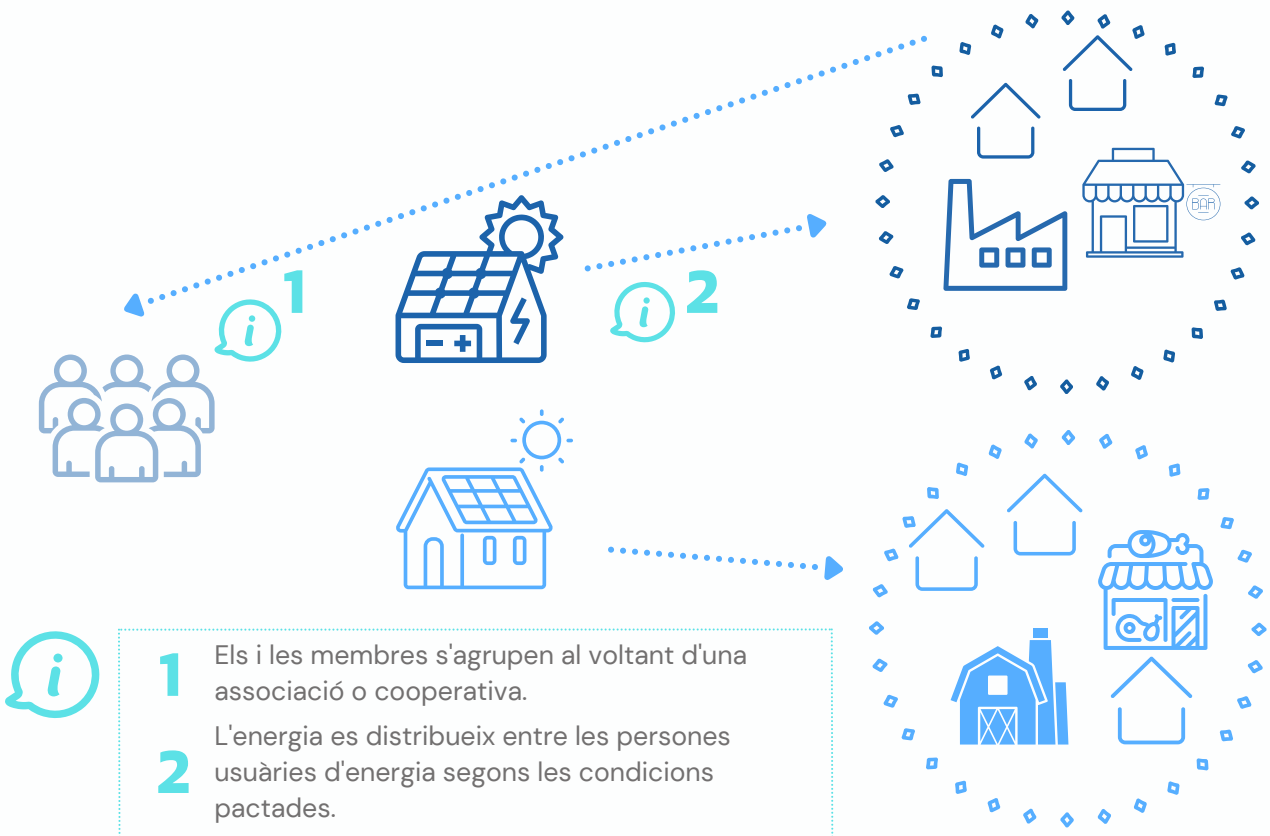 BAR
1
2
- +
1 Els i les membres s'agrupen al voltant d'una
associació o cooperativa.
2 L'energia es distribueix entre les persones
usuàries d'energia segons les condicions
pactades.